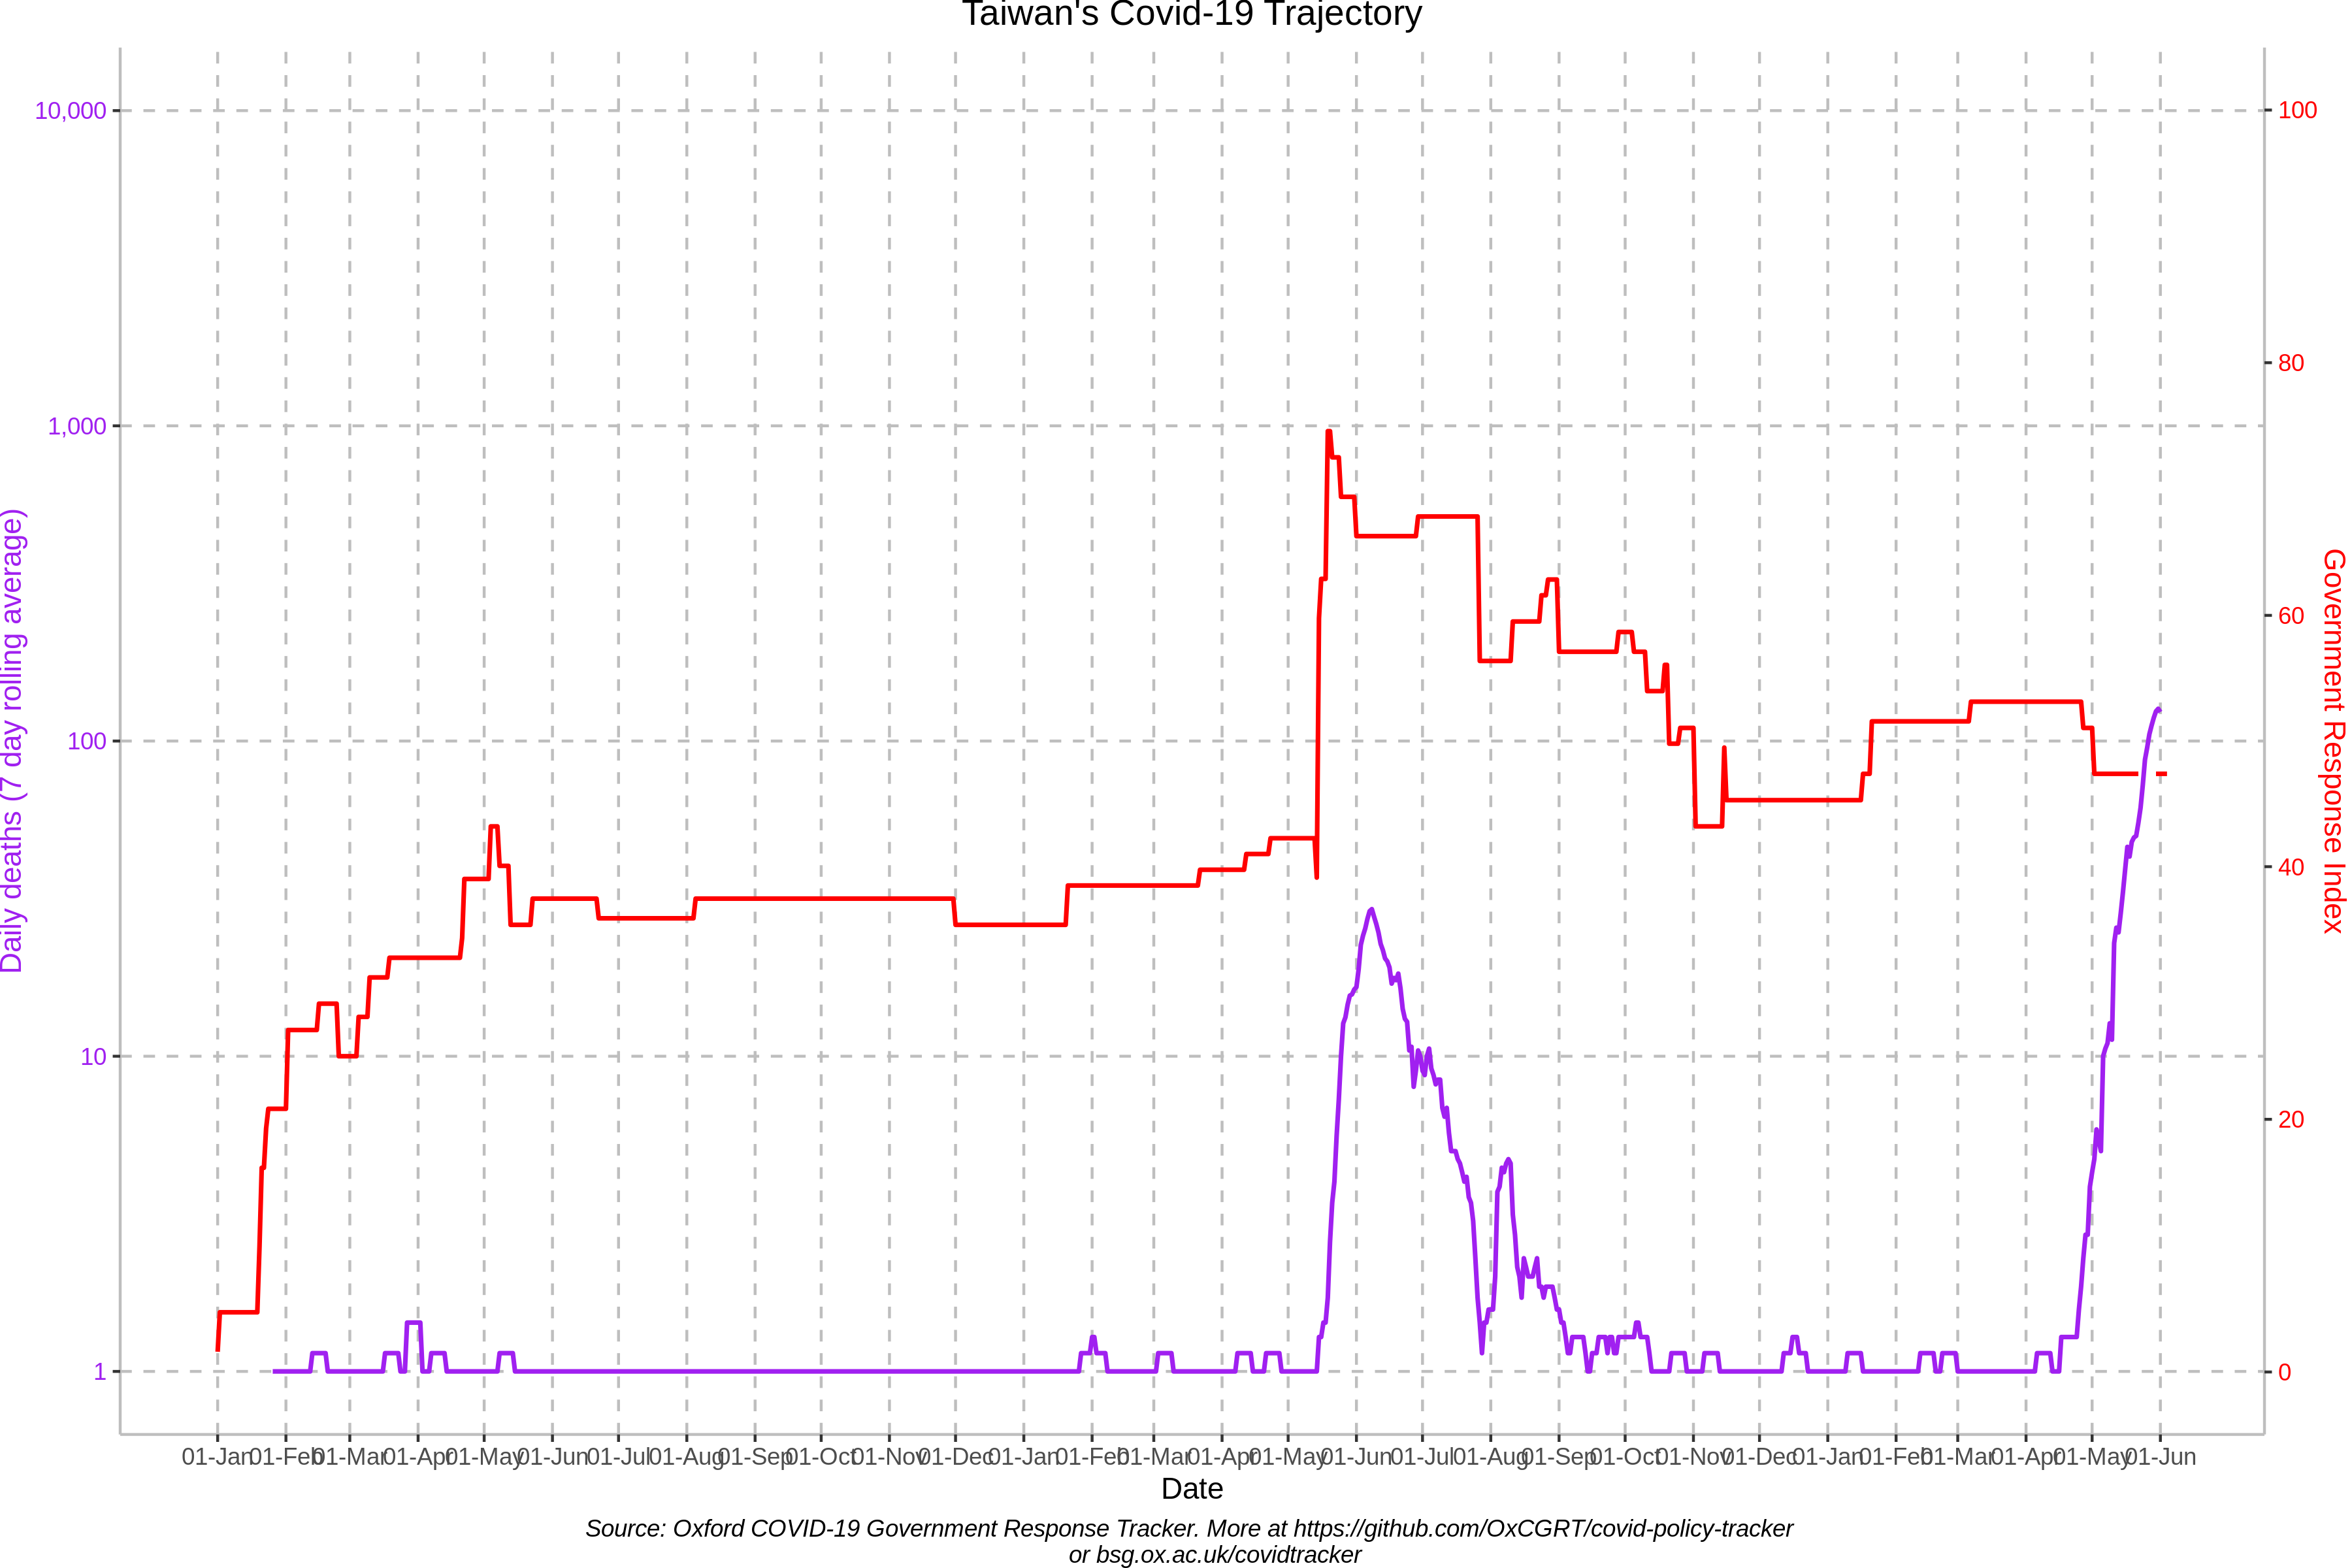 Taiwan's Covid-19 Trajectory
10,000
1,000
100
10
1
Daily deaths (7 day rolling average)
100
80
60
40
20
0
Government Response Index
01-Jan 01-Feb 01-Mar 01-Apr 01-May 01-Jun 01-Jul 01-Aug 01-Sep 01-Oct 01-Nov 01-Dec 01-Jan 01-Feb 01-Mar 01-Apr 01-May 01-Jun 01-Jul 01-Aug 01-Sep 01-Oct 01-Nov 01-Dec 01-Jan 01-Feb 01-Mar 01-Apr 01-May 01-Jun
Date
Source: Oxford COVID-19 Government Response Tracker. More at https://github.com/OxCGRT/covid-policy-tracker
or bsg.ox.ac.uk/covidtracker